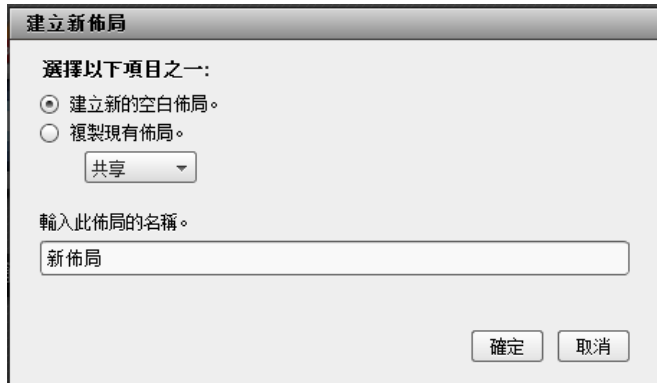 建立新佈局
選擇以下項目之一:
建立新的空白佈局。
複製現有佈局。
共享
輸入此佈局的名稱。
新佈局
確定 取消